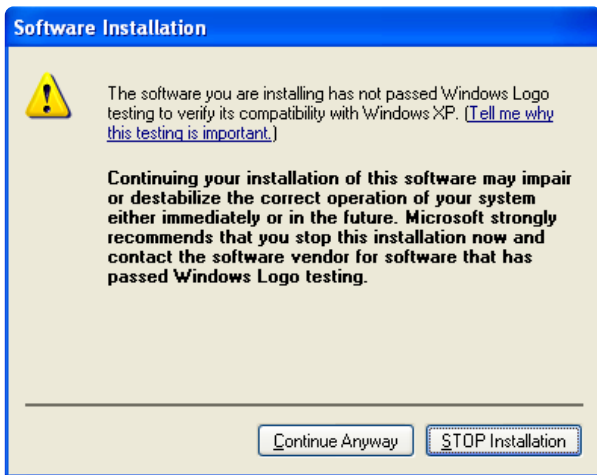 Software Installation
The software you are installing has not passed Windows Logo
testing to verify its compatibility with Windows XP. (Tell me why
this testing is important.)
Continuing your installation of this software may impair
or destabilize the correct operation of your system
either immediately or in the future. Microsoft strongly
recommends that you stop this installation now and
contact the software vendor for software that has
passed Windows Logo testing.
Continue Anyway
STOP Installation